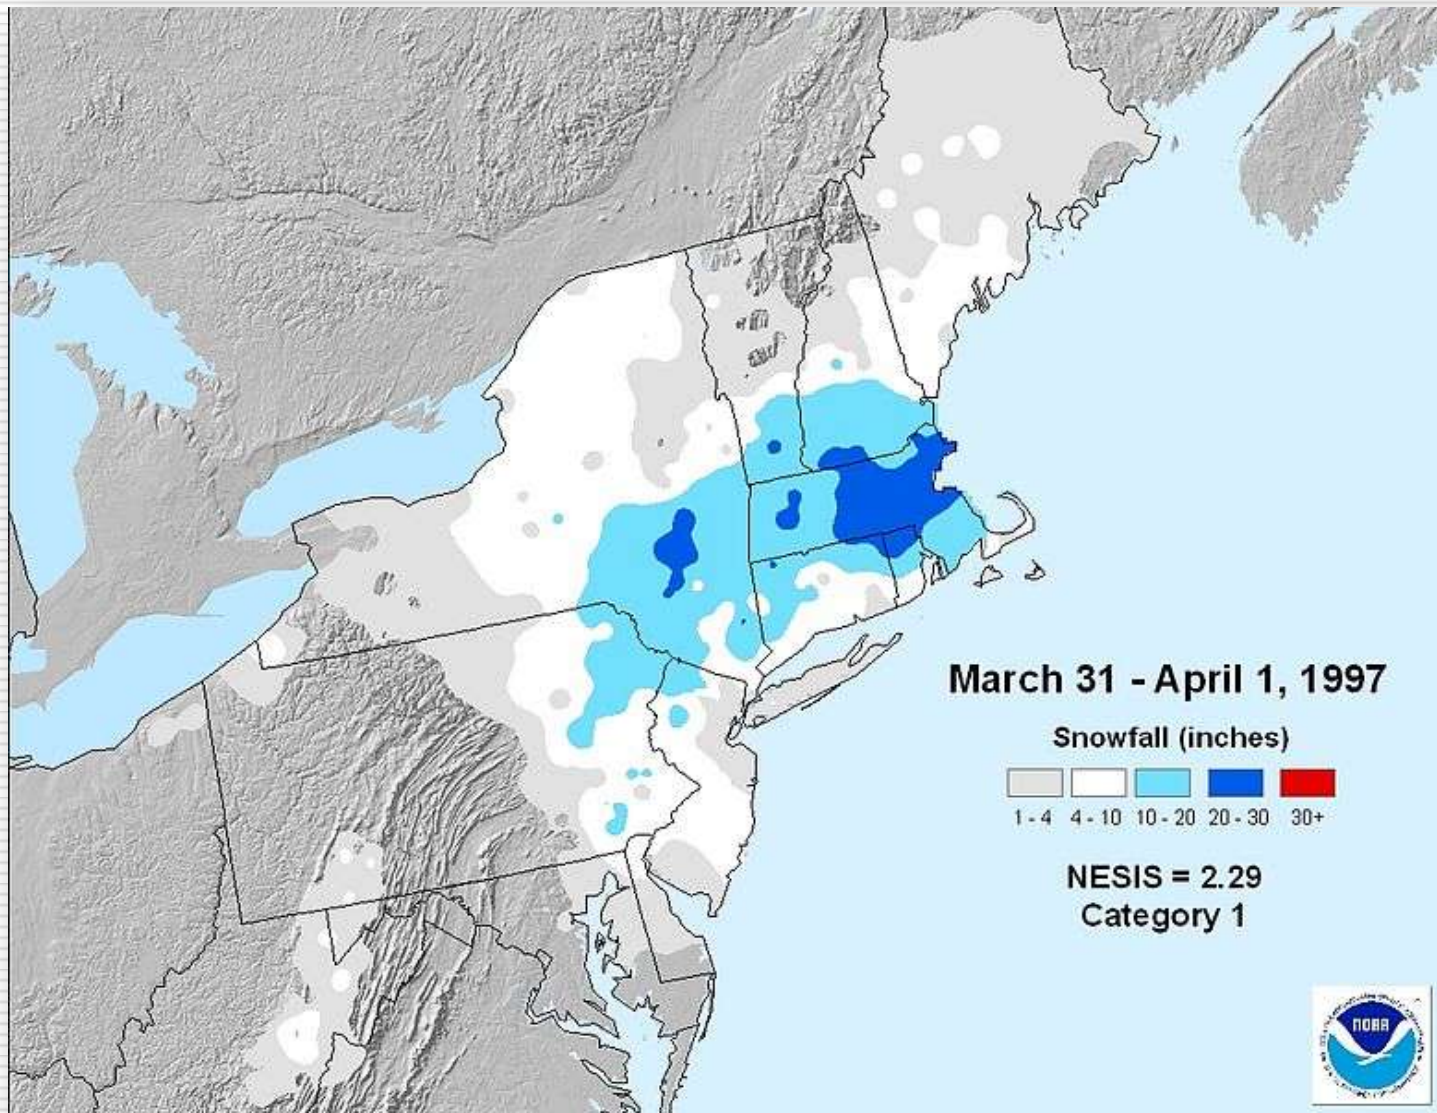 March 31 - April 1, 1997
Snowfall (inches)
1 - 4 4 - 10 10 - 20 20 - 30 30+
NESIS = 2.29
Category 1
NOAA